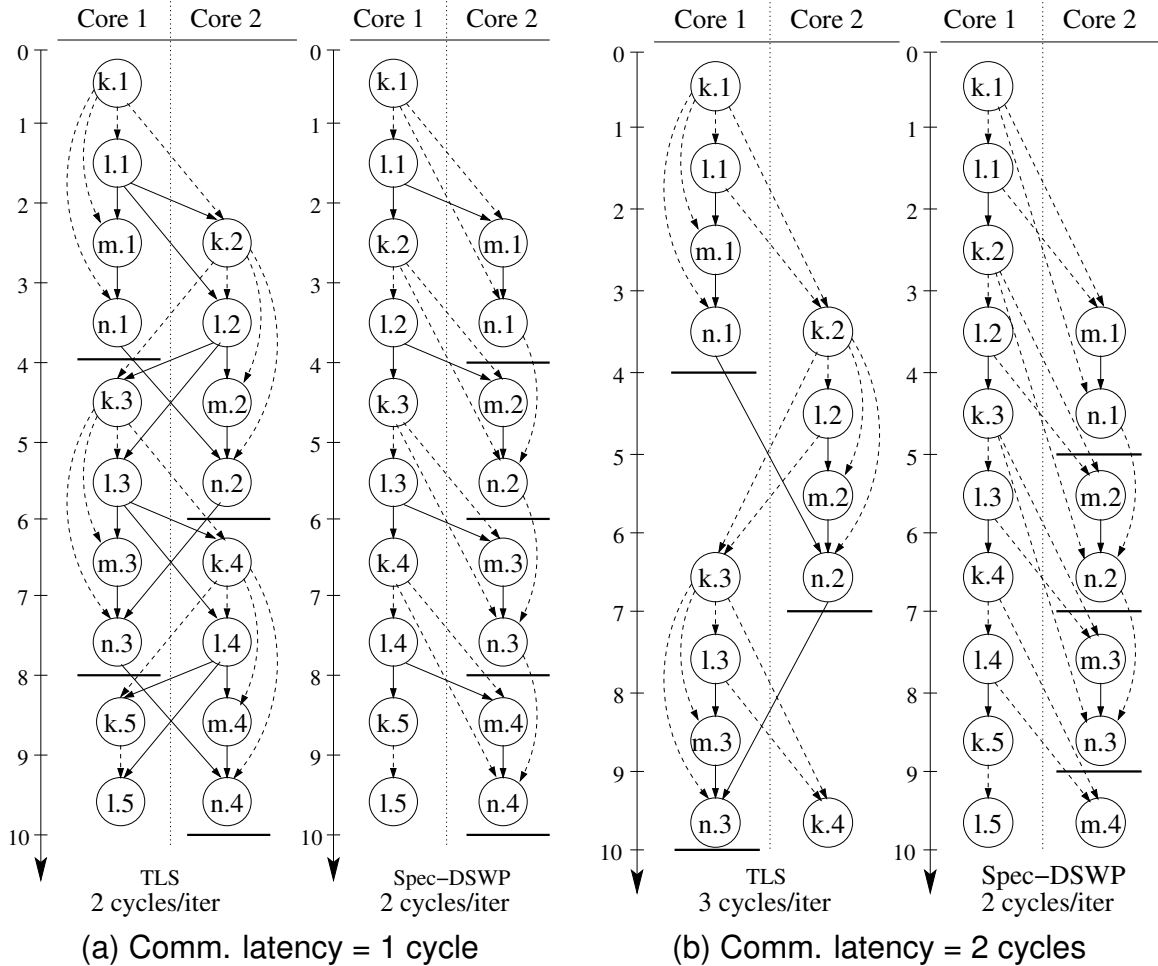 Core 1 Core 2
0
1
2
3
4
5
6
7
8
9
10
k.1
l.1
m.1 k.2
n.1 l.2
k.3 m.2
l.3 n.2
m.3 k.4
n.3 l.4
k.5 m.4
l.5 n.4
TLS
2 cycles/iter
Core 1 Core 2
0
1
2
3
4
5
6
7
8
9
10
k.1
l.1
k.2 m.1
l.2 n.1
k.3 m.2
l.3 n.2
k.4 m.3
l.4 n.3
k.5 m.4
l.5 n.4
Spec-DSWP
2 cycles/iter
(a) Comm. latency = 1 cycle
Core 1 Core 2
0
1
2
3
4
5
6
7
8
9
10
k.1
l.1
m.1
n.1 k.2
l.2
m.2
k.3 n.2
l.3
m.3
n.3 k.4
TLS
3 cycles/iter
Core 1 Core 2
0
1
2
3
4
5
6
7
8
9
10
k.1
l.1
k.2
l.2 m.1
k.3 n.1
l.3 m.2
k.4 n.2
l.4 m.3
k.5 n.3
l.5 m.4
Spec-DSWP
2 cycles/iter
(b) Comm. latency = 2 cycles